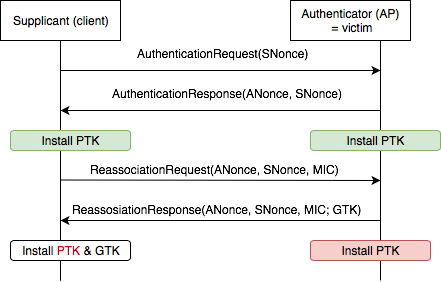 Supplicant (client)
Authenticator (AP)
= victim
AuthenticationRequest(SNonce)
AuthenticationResponse(ANonce, SNonce)
Install PTK
Install PTK
ReassociationRequest(ANonce, SNonce, MIC)
ReassosiationResponse(ANonce, SNonce, MIC; GTK)
Install PTK & GTK
Install PTK